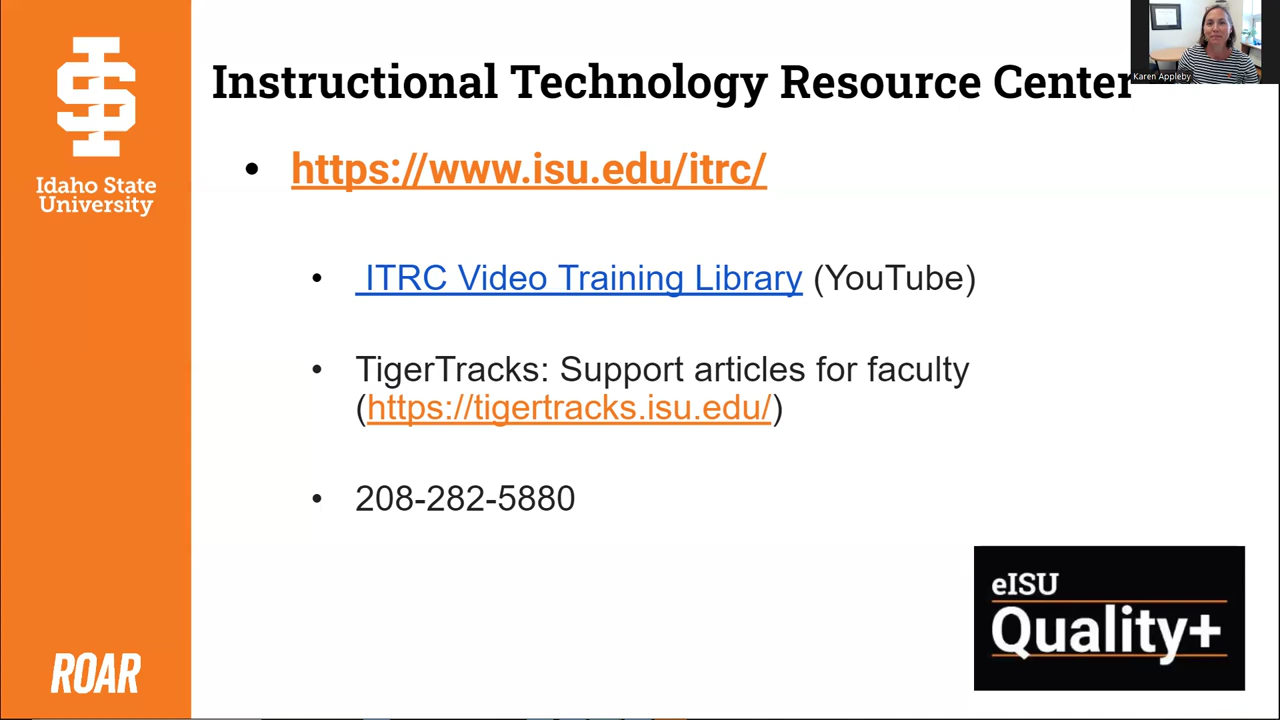 Instructional Technology Resource Center
Karen Appleby
Idaho State
University
• https://www.isu.edu/itrc/
• ITRC Video Training Library (YouTube)
• TigerTracks: Support articles for faculty
(https://tigertracks.isu.edu/)
• 208-282-5880
eISU
Quality+
ROAR